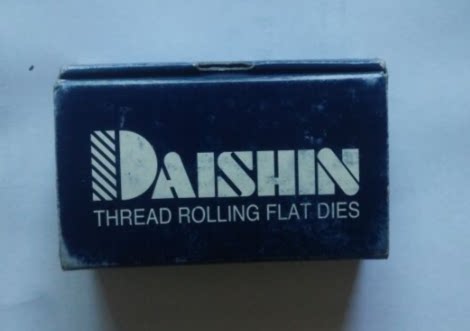 DAISHIN
THREAD ROLLING FLAT DIES